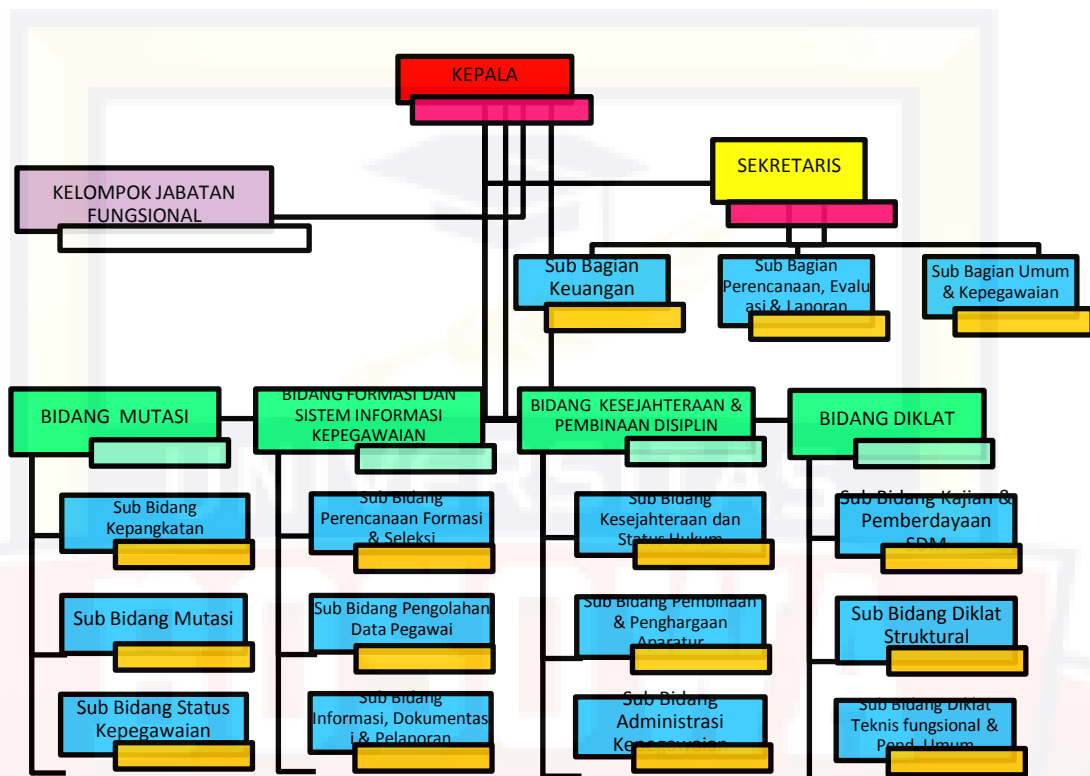 KEPALA
SEKRETARIS
KELOMPOK JABATAN
FUNGSIONAL
Sub Bagian
Keuangan
Sub Bagian
Perencanaan, Evalu
asi & Laporan
Sub Bagian Umum
& Kepegawaian
BIDANG MUTASI
BIDANG FORMASI DAN
SISTEM INFORMASI
KEPEGAWAIAN
BIDANG KESEJAHTERAAN &
PEMBINAAN DISIPLIN
BIDANG DIKLAT
UNIVERSITAS
Sub Bidang
Kepangkatan
Sub Bidang
Perencanaan Formasi
& Seleksi
Sub Bidang
Kesejahteraan dan
Status Hukum
Sub Bidang Kajian &
Pemberdayaan
SDM
Sub Bidang Mutasi
Sub Bidang Pengolahan
Data Pegawai
Sub Bidang Pembinaan
& Penghargaan
Aparatur
Sub Bidang Diklat
Struktural
Sub Bidang Status
Kepegawaian
Sub Bidang
Informasi, Dokumentas
i & Pelaporan
Sub Bidang
Administrasi
Kepegawaian
Sub Bidang Diklat
Teknis fungsional &
Pend. Umum